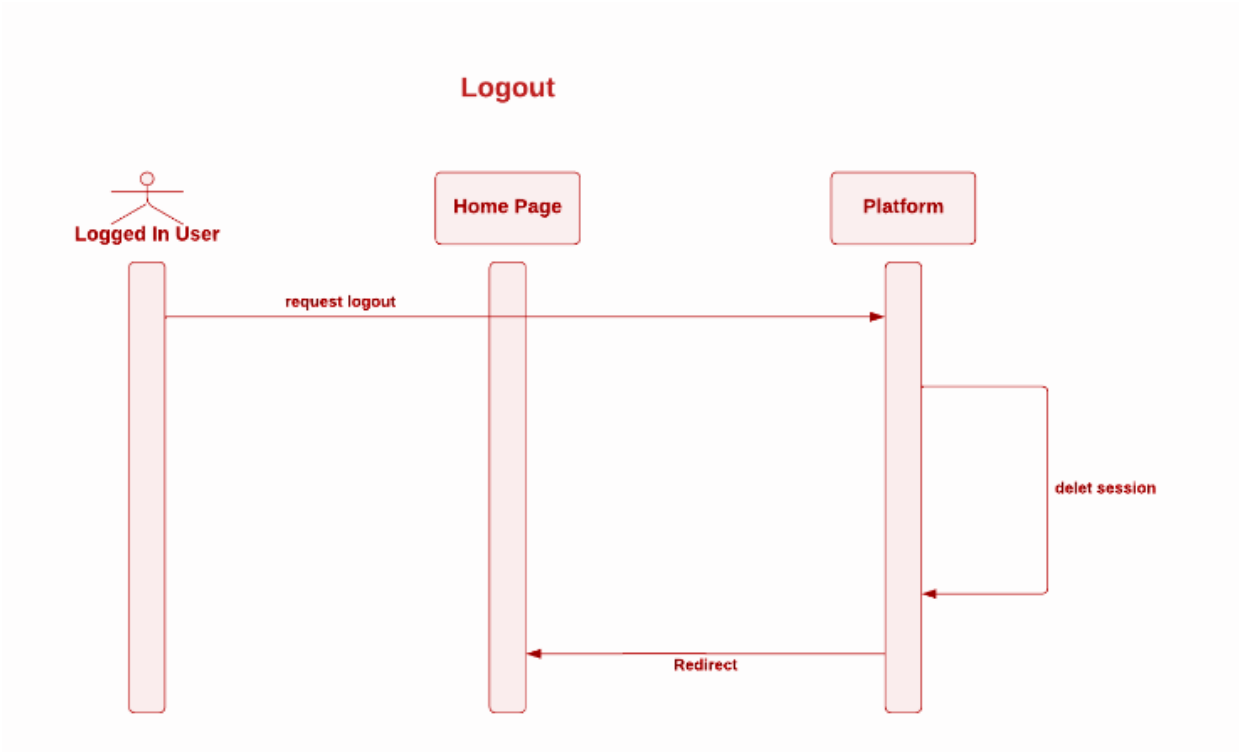 Logout
Logged In User
Home Page
Platform
request logout
delet session
Redirect